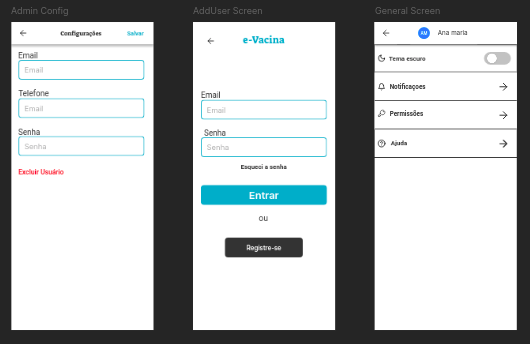 Admin Config
Configurações
Salvar
Email
Email
Telefone
Email
Senha
Senha
Excluir Usuário
AddUser Screen
e-Vacina
Email
Email
Senha
Senha
Esqueci a senha
Entrar
ou
Registre-se
General Screen
AM
Ana maria
Tema escuro
Notificaçoes
Permissões
Ajuda